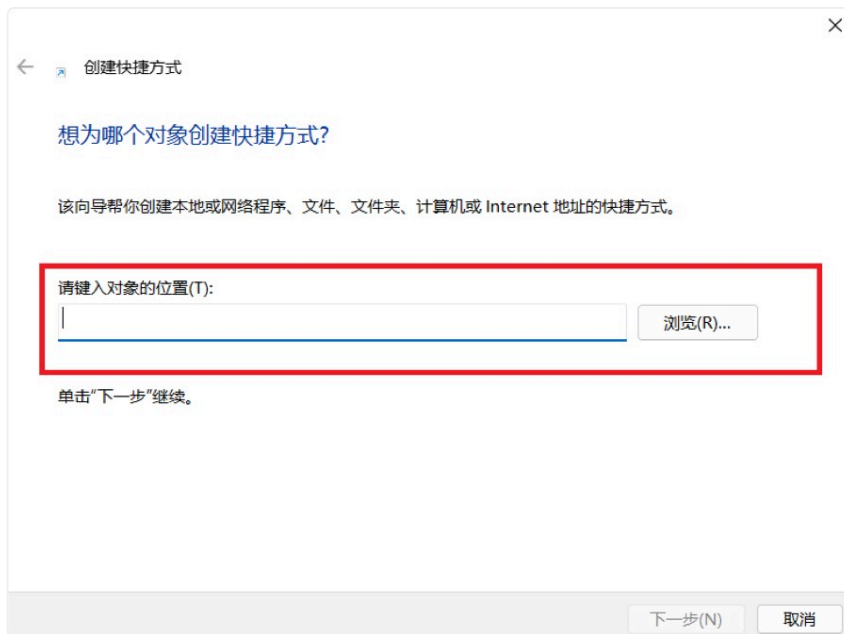 创建快捷方式
想为哪个对象创建快捷方式?
该向导帮你创建本地或网络程序、文件、文件夹、计算机或 Internet 地址的快捷方式。
请键入对象的位置(T):
浏览(R)...
单击"下一步"继续。
下一步(N)
取消